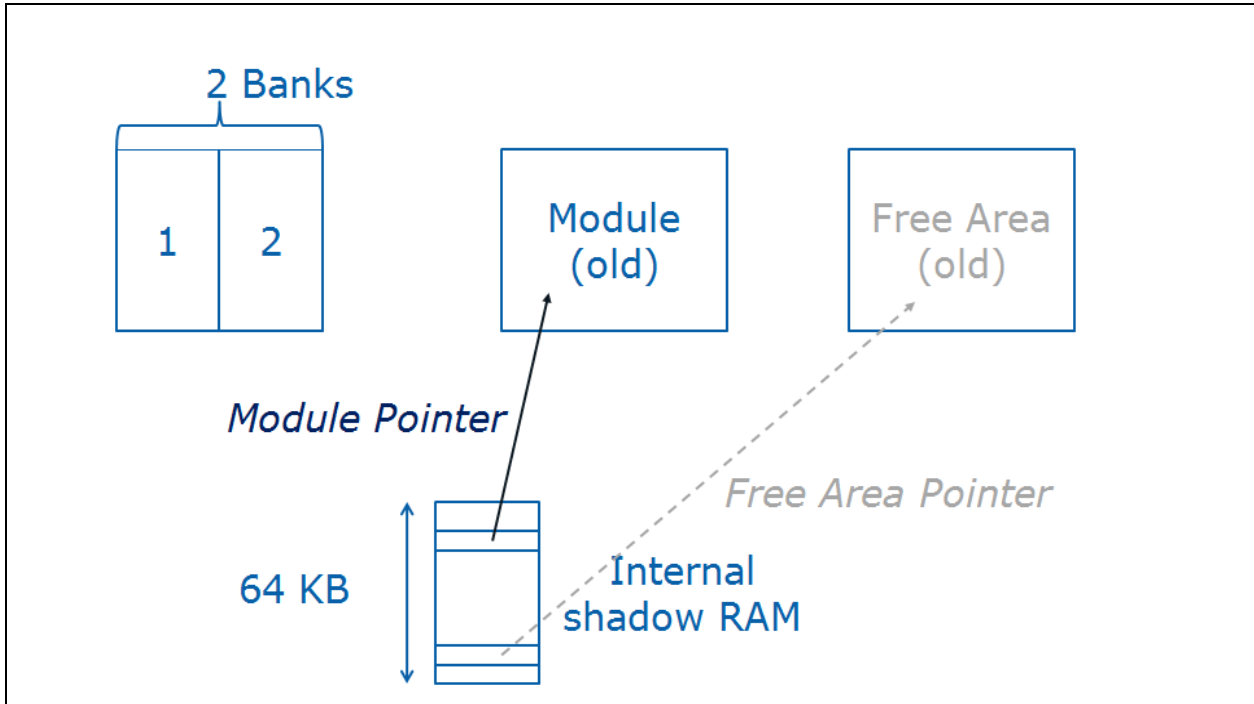 2 Banks
1
2
Module
(old)
Free Area
(old)
Module Pointer
Free Area Pointer
64 KB
Internal
shadow RAM